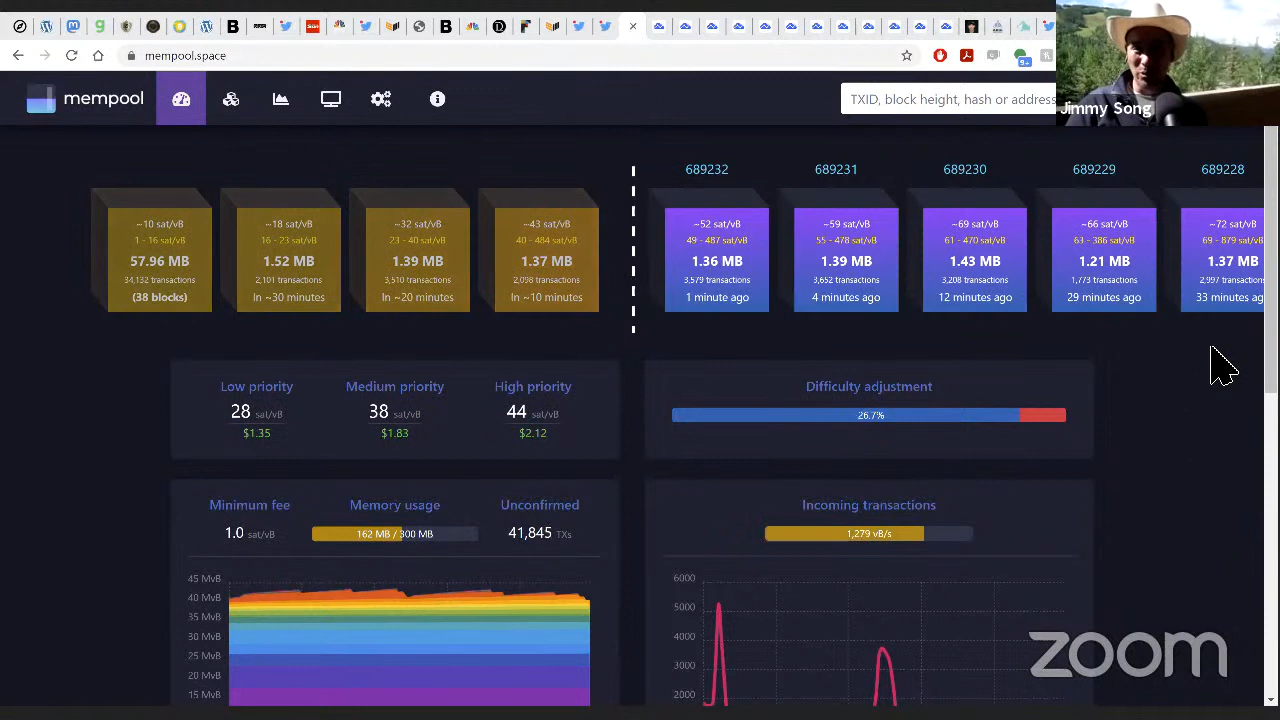 mempool.space
9+
mempool
TXID, block height, hash or address
Jimmy Song
689232
689231
689230
689229
689228
~10 sat/vB
1 - 16 sat/vB
57.96 MB
34,132 transactions
(38 blocks)
~18 sat/vB
16 - 23 sat/vB
1.52 MB
2,101 transactions
In ~30 minutes
~32 sat/vB
23 - 40 sat/vB
1.39 MB
3,510 transactions
In ~20 minutes
~43 sat/vB
40 - 484 sat/vB
1.37 MB
2,098 transactions
In ~10 minutes
~52 sat/vB
49 - 487 sat/vB
1.36 MB
3,579 transactions
1 minute ago
~59 sat/vB
55 - 478 sat/vB
1.39 MB
3,652 transactions
4 minutes ago
~69 sat/vB
61 - 470 sat/vB
1.43 MB
3,208 transactions
12 minutes ago
~66 sat/vB
63 - 386 sat/vB
1.21 MB
1,773 transactions
29 minutes ago
~72 sat/vB
69 - 879 sat/vB
1.37 MB
2,997 transactions
33 minutes ago
Low priority
28 sat/vB
$1.35
Medium priority
38 sat/vB
$1.83
High priority
44 sat/vB
$2.12
Difficulty adjustment
26.7%
Minimum fee
1.0 sat/vB
Memory usage
162 MB / 300 MB
Unconfirmed
41,845 TXs
Incoming transactions
1,279 vB/s
45 MvB
40 MvB
35 MvB
30 MvB
25 MvB
20 MvB
15 MvB
6000
5000
4000
3000
2000
zoom